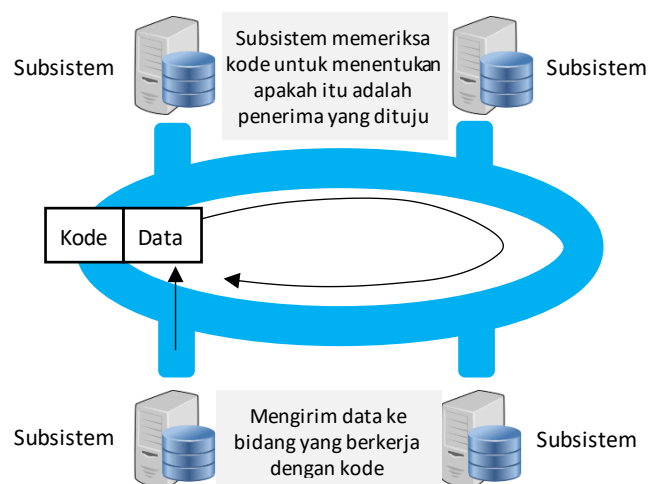 Subsistem
Subsistem memeriksa
kode untuk menentukan
apakah itu adalah
penerima yang dituju
Subsistem
Kode
Data
Subsistem
Mengirim data ke
bidang yang berkerja
dengan kode
Subsistem